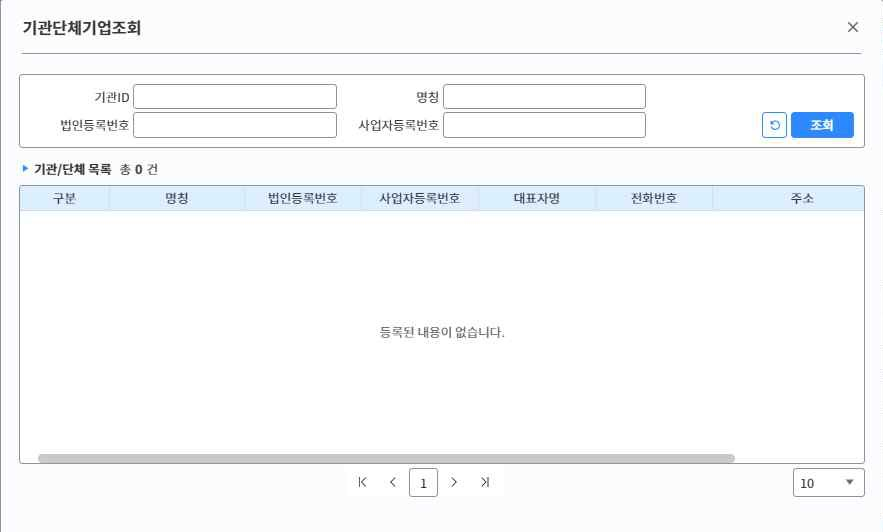 기관단체기업조회
기관ID 명칭
법인등록번호 사업자등록번호 조회
기관/단체 목록 총 0 건
구분 명칭 법인등록번호 사업자등록번호 대표자명 전화번호 주소
등록된 내용이 없습니다.
1 10